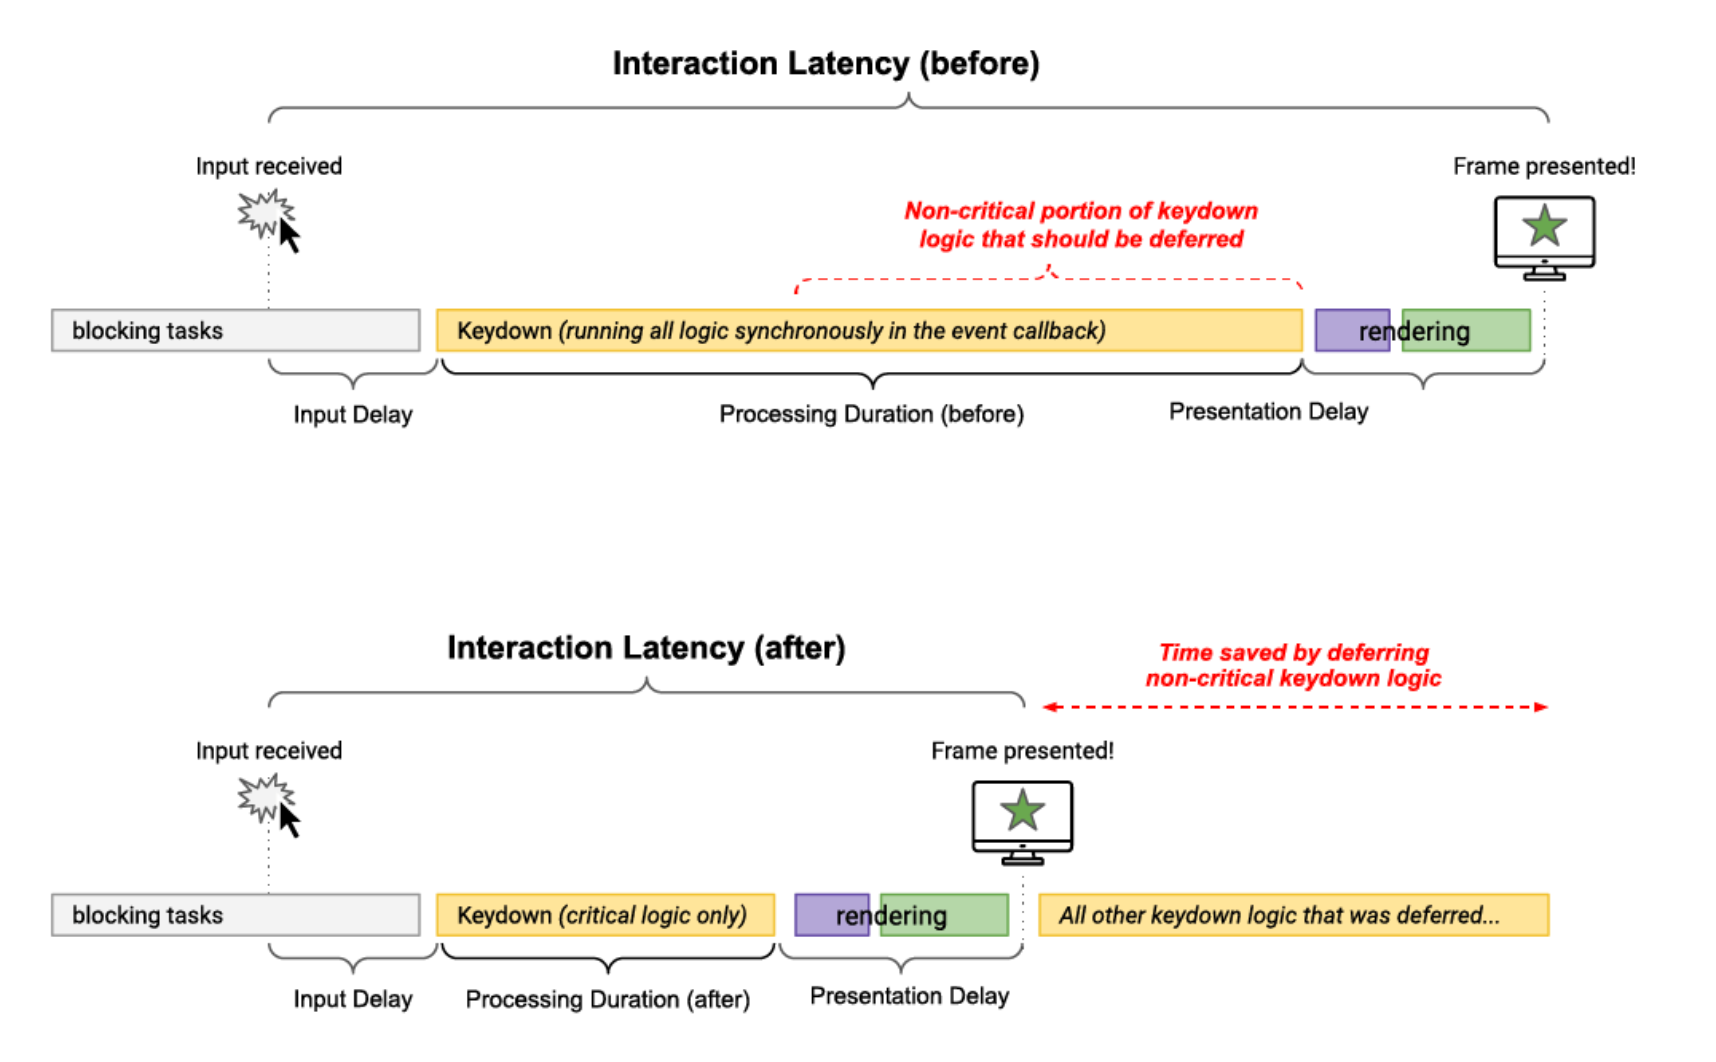 Interaction Latency (before)
Input received
Frame presented!
Non-critical portion of keydown
logic that should be deferred
blocking tasks
Keydown (running all logic synchronously in the event callback)
rendering
Input Delay
Processing Duration (before)
Presentation Delay
Interaction Latency (after)
Time saved by deferring
non-critical keydown logic
Input received
Frame presented!
blocking tasks
Keydown (critical logic only)
rendering
All other keydown logic that was deferred...
Input Delay
Processing Duration (after)
Presentation Delay